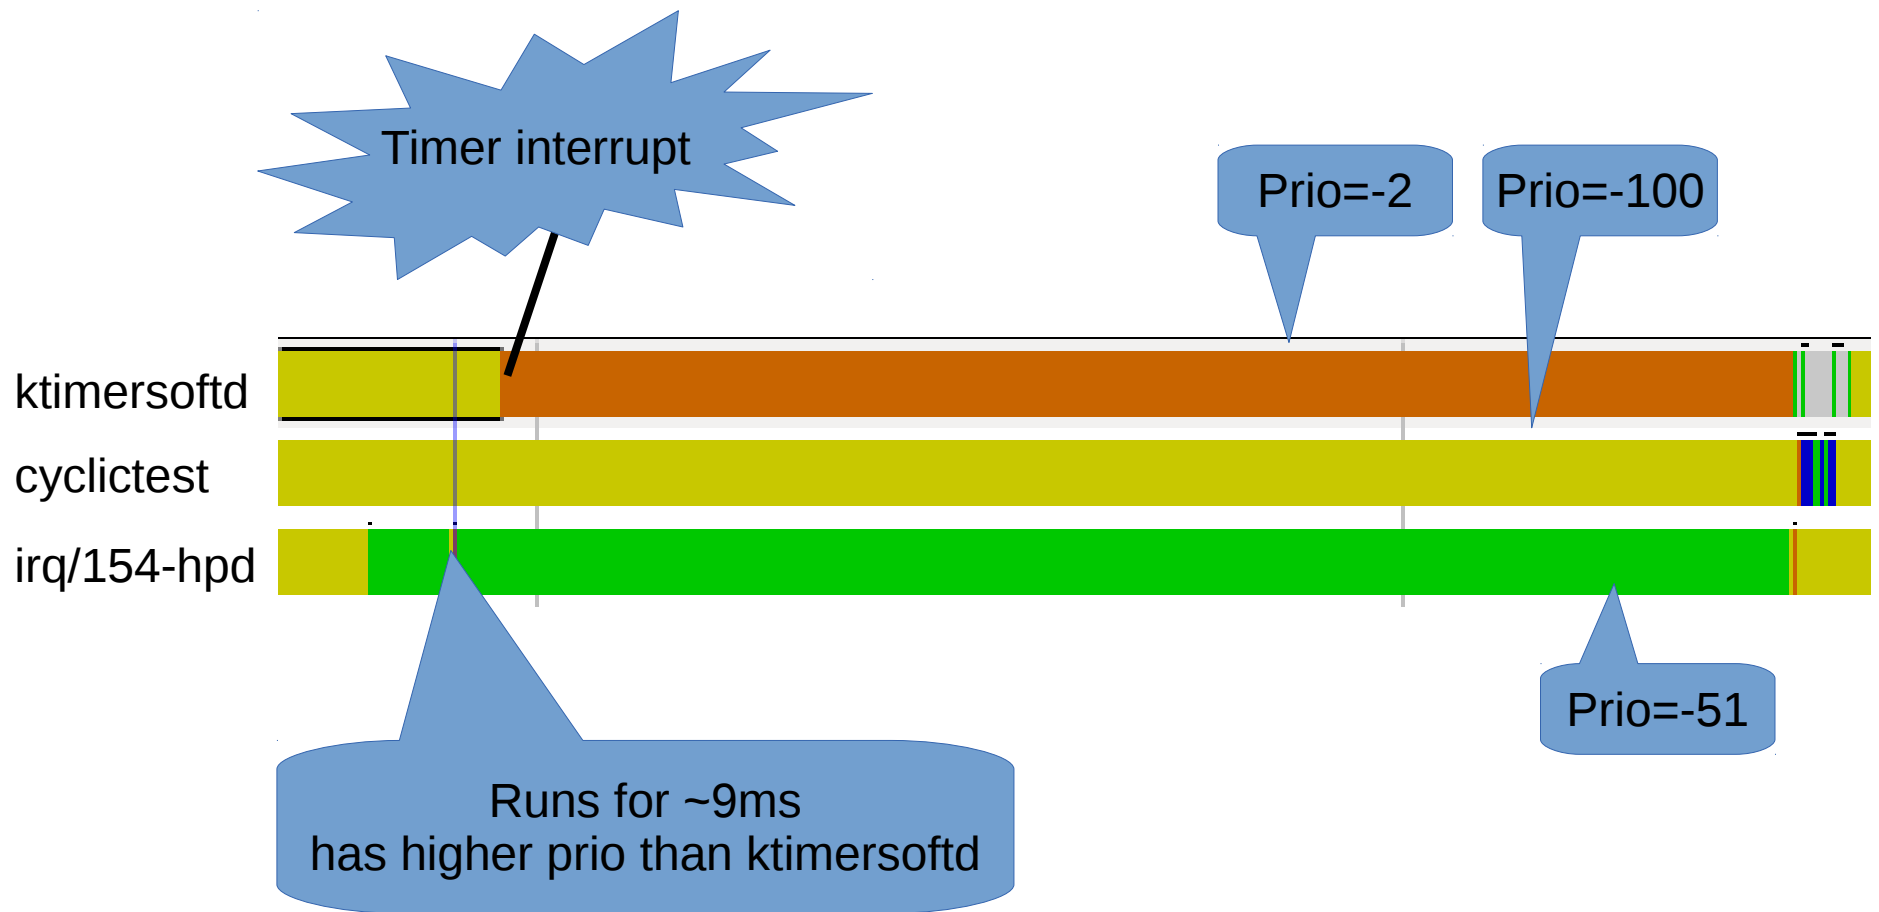 Timer interrupt
Prio=-2
Prio=-100
ktimersoftd
cyclictest
irq/154-hpd
Prio=-51
Runs for ~9ms
has higher prio than ktimersoftd